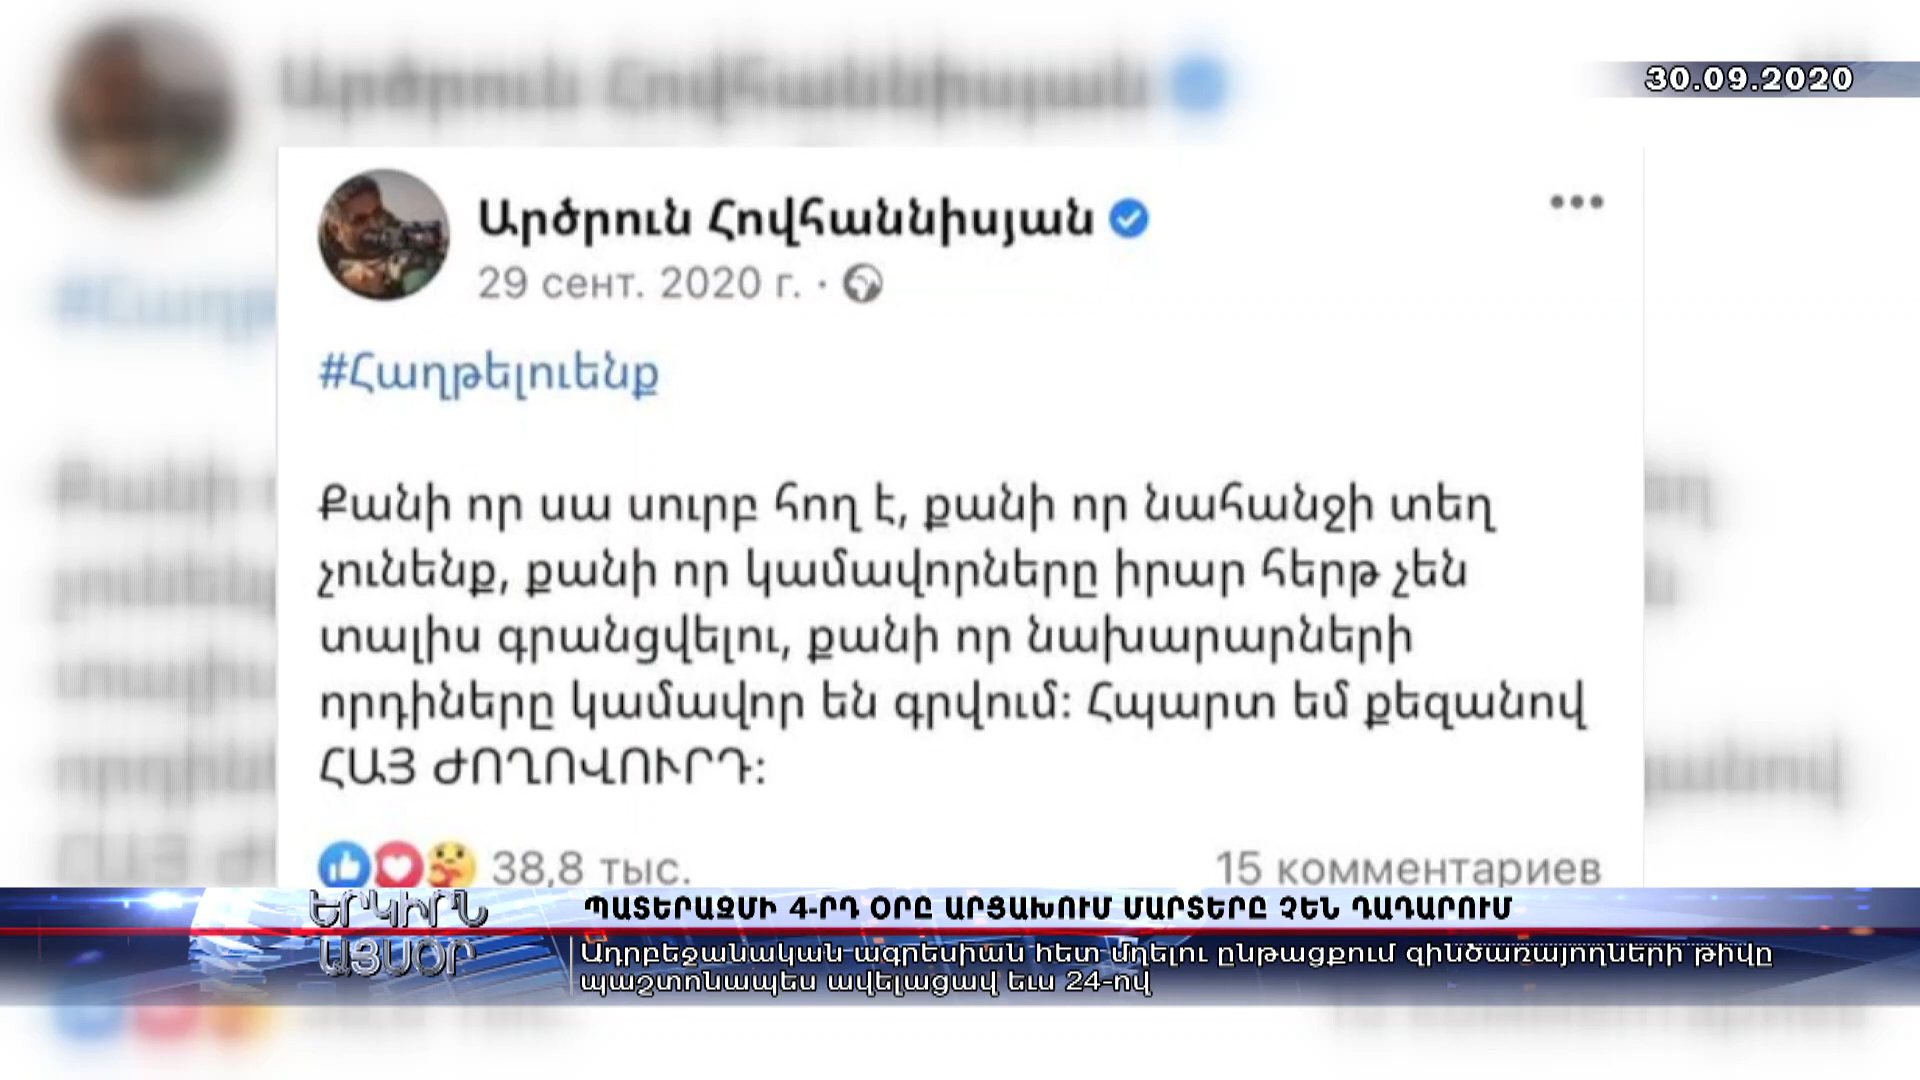 30.09.2020
Արծրուն Հովհաննիսյան
29 сент. 2020 г. ·
#Հաղթելուենք
Քանի որ սա սուրբ հող է, քանի որ նահանջի տեղ
չունենք, քանի որ կամավորները իրար հերթ չեն
տալիս գրանցվելու, քանի որ նախարարների
որդիները կամավոր են գրվում: Հպարտ եմ քեզանով
ՀԱՅ ԺՈՂՈՎՈՒՐԴ:
38,8 тыс.
15 комментариев
ԵՐԿԻՐՆ
ԱՅՍՕՐ
ՊԱՏԵՐԱԶՄԻ 4-ՐԴ ՕՐԸ ԱՐՑԱԽՈՒՄ ՄԱՐՏԵՐԸ ՉԵՆ ԴԱԴԱՐՈՒՄ
Ադրբեջանական ագրեսիան հետ մղելու ընթացքում զինծառայողների թիվը
պաշտոնապես ավելացավ եւս 24-ով